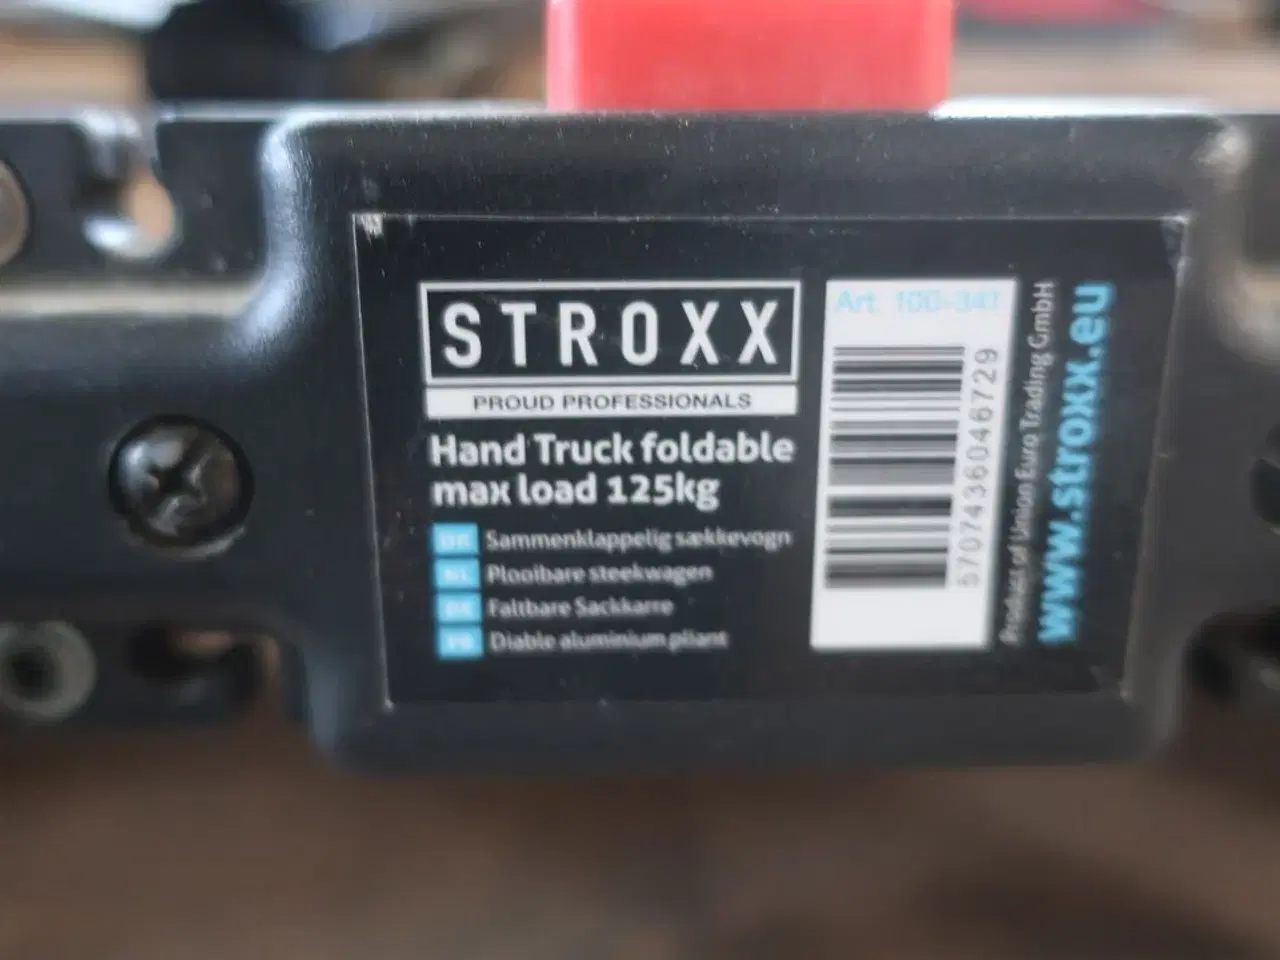 STROXX
PROUD PROFESSIONALS
Hand Truck foldable
max load 125kg
DK Sammenklappelig sækkevogn
NL Plooibare steekwagen
DE Faltbare Sackkarre
FR Diable aluminium pliant
Art. 100-341
5707436046729
Product of Union Euro Trading GmbH
www.stroxx.eu